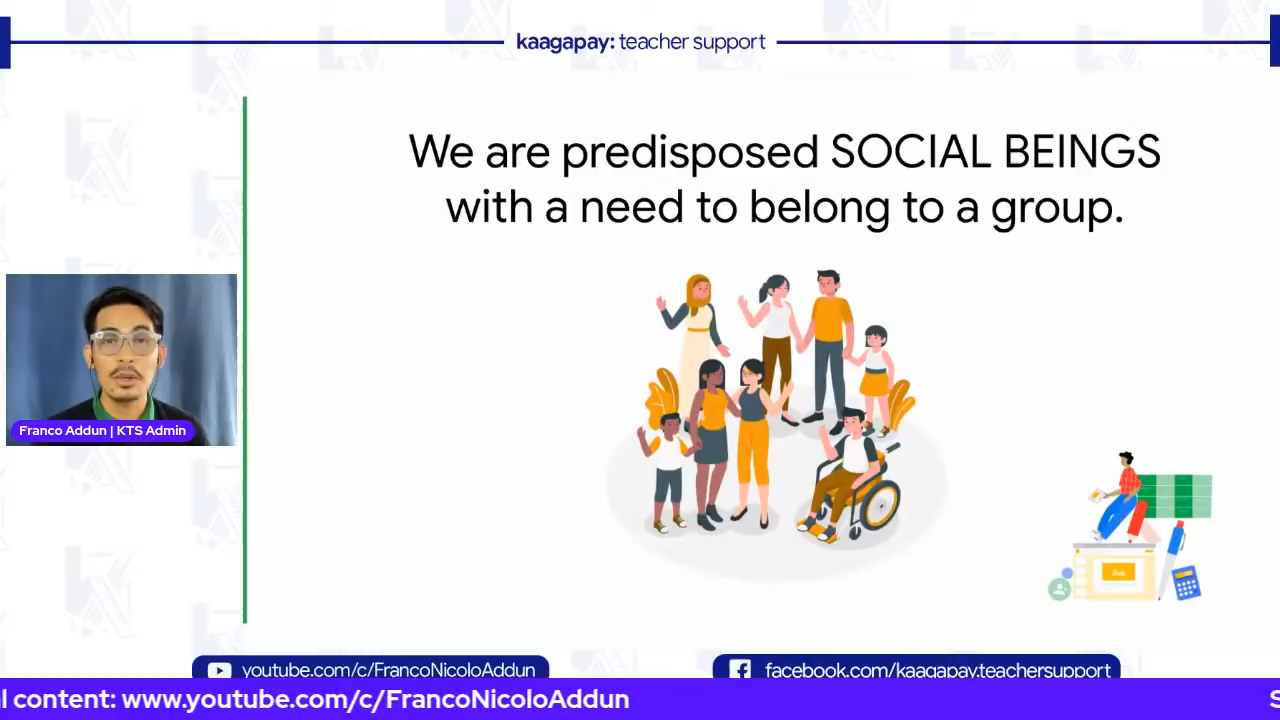 kaagapay: teacher support
We are predisposed SOCIAL BEINGS
with a need to belong to a group.
Franco Addun | KTS Admin
youtube.com/c/FrancoNicoloAddun
facebook.com/kaagapay.teachersupport
l content: www.youtube.com/c/FrancoNicoloAddun
S